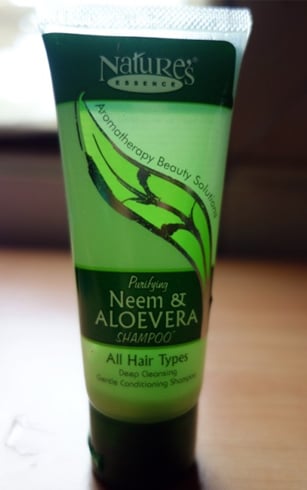 NATURE'S®
ESSENCE
Aromatherapy Beauty Solutions
Purifying
Neem &
ALOEVERA
SHAMPOO
All Hair Types
Deep Cleansing
Gentle Conditioning Shampoo